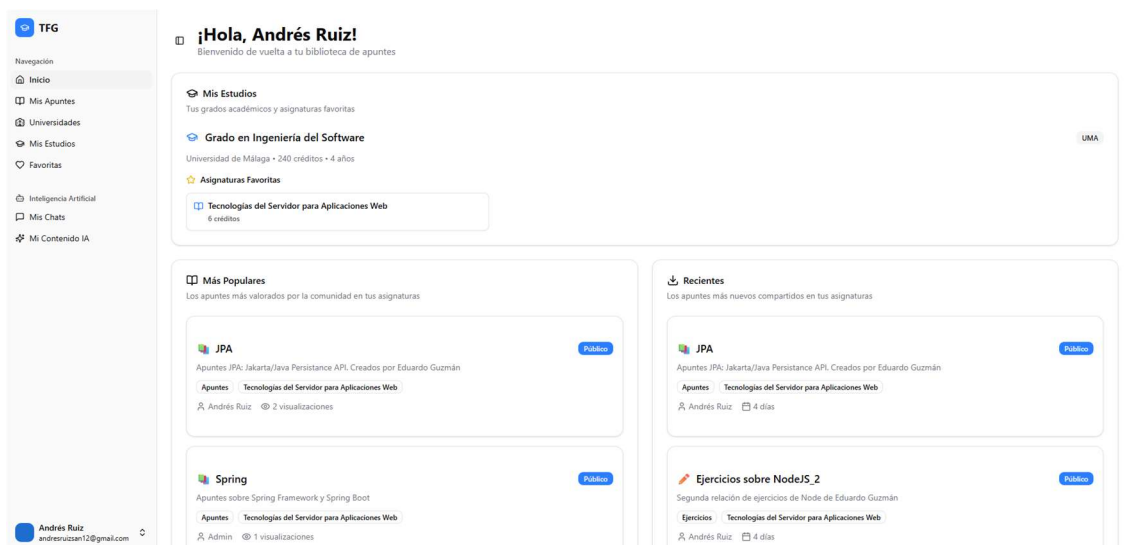 TFG
Navegación
Inicio
Mis Apuntes
Universidades
Mis Estudios
Favoritas
Inteligencia Artificial
Mis Chats
Mi Contenido IA
Andrés Ruiz
andresruizsan12@gmail.com
¡Hola, Andrés Ruiz!
Bienvenido de vuelta a tu biblioteca de apuntes
Mis Estudios
Tus grados académicos y asignaturas favoritas
Grado en Ingeniería del Software
UMA
Universidad de Málaga • 240 créditos • 4 años
Asignaturas Favoritas
Tecnologías del Servidor para Aplicaciones Web
6 créditos
Más Populares
Los apuntes más valorados por la comunidad en tus asignaturas
JPA
Público
Apuntes JPA: Jakarta/Java Persistance API. Creados por Eduardo Guzmán
Apuntes Tecnologías del Servidor para Aplicaciones Web
Andrés Ruiz 2 visualizaciones
Spring
Público
Apuntes sobre Spring Framework y Spring Boot
Apuntes Tecnologías del Servidor para Aplicaciones Web
Admin 1 visualizaciones
Recientes
Los apuntes más nuevos compartidos en tus asignaturas
JPA
Público
Apuntes JPA: Jakarta/Java Persistance API. Creados por Eduardo Guzmán
Apuntes Tecnologías del Servidor para Aplicaciones Web
Andrés Ruiz 4 días
Ejercicios sobre NodeJS_2
Público
Segunda relación de ejercicios de Node de Eduardo Guzmán
Ejercicios Tecnologías del Servidor para Aplicaciones Web
Andrés Ruiz 4 días